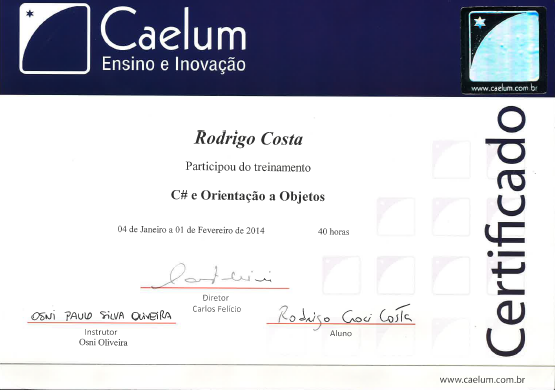 Caelum
Ensino e Inovação
www.caelum.com.br
Certificado
Rodrigo Costa
Participou do treinamento
C# e Orientação a Objetos
04 de Janeiro a 01 de Fevereiro de 2014 40 horas
Diretor
Carlos Felício
OSNI PAULO SILVA OLIVEIRA
Instrutor
Osni Oliveira
Rodrigo Croci Costa
Aluno
www.caelum.com.br